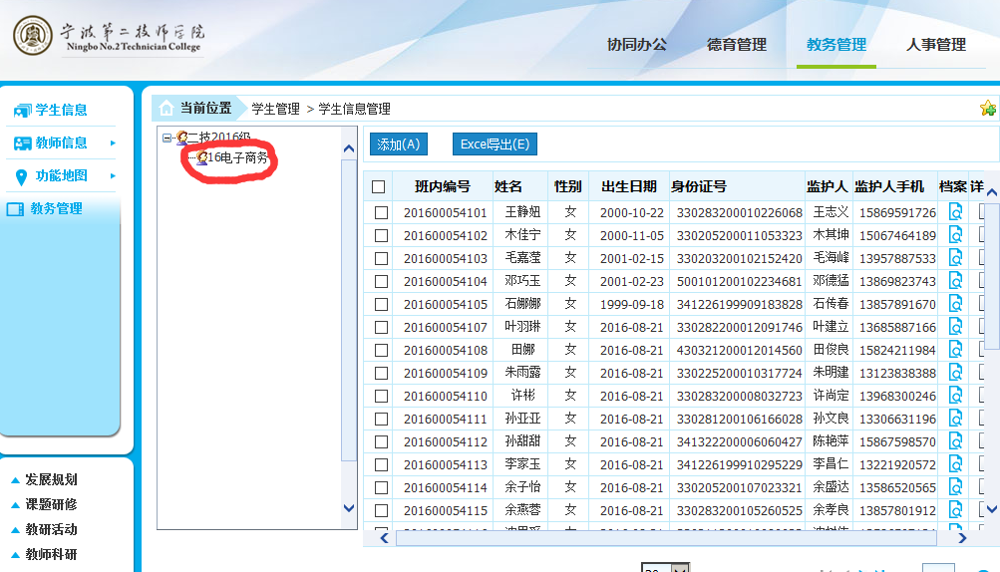 宁波第二技师学院
Ningbo No.2 Technician College
协同办公 德育管理 教务管理 人事管理
学生信息
教师信息
功能地图
教务管理
发展规划
课题研修
教研活动
教师科研
当前位置 学生管理 > 学生信息管理
二技2016级
16电子商务
添加(A) Excel导出(E)
班内编号 姓名 性别 出生日期 身份证号 监护人 监护人手机 档案 详
201600054101 王静妞 女 2000-10-22 330283200010226068 王志义 15869591726
201600054102 木佳宁 女 2000-11-05 330205200011053323 木其坤 15067464189
201600054103 毛嘉滢 女 2001-02-15 330203200102152420 毛海峰 13957887533
201600054104 邓巧玉 女 2001-02-23 500101200102234681 邓德猛 13869823743
201600054105 石娜娜 女 1999-09-18 341226199909183828 石传春 13857891670
201600054107 叶羽琳 女 2016-08-21 330282200012091746 叶建立 13685887166
201600054108 田娜 女 2016-08-21 430321200012014560 田俊良 15824211984
201600054109 朱雨露 女 2016-08-21 330225200010317724 朱明建 13123838388
201600054110 许彬 女 2016-08-21 330283200008032723 许尚定 13968300246
201600054111 孙亚亚 女 2016-08-21 330281200106166028 孙文良 13306631196
201600054112 孙甜甜 女 2016-08-21 341322200006060427 陈艳萍 15867598570
201600054113 李家玉 女 2016-08-21 341226199910295229 李昌仁 13221920572
201600054114 余子怡 女 2016-08-21 330205200107023321 余盛达 13586520565
201600054115 余燕蓉 女 2016-08-21 330283200105260525 余孝良 13857801912